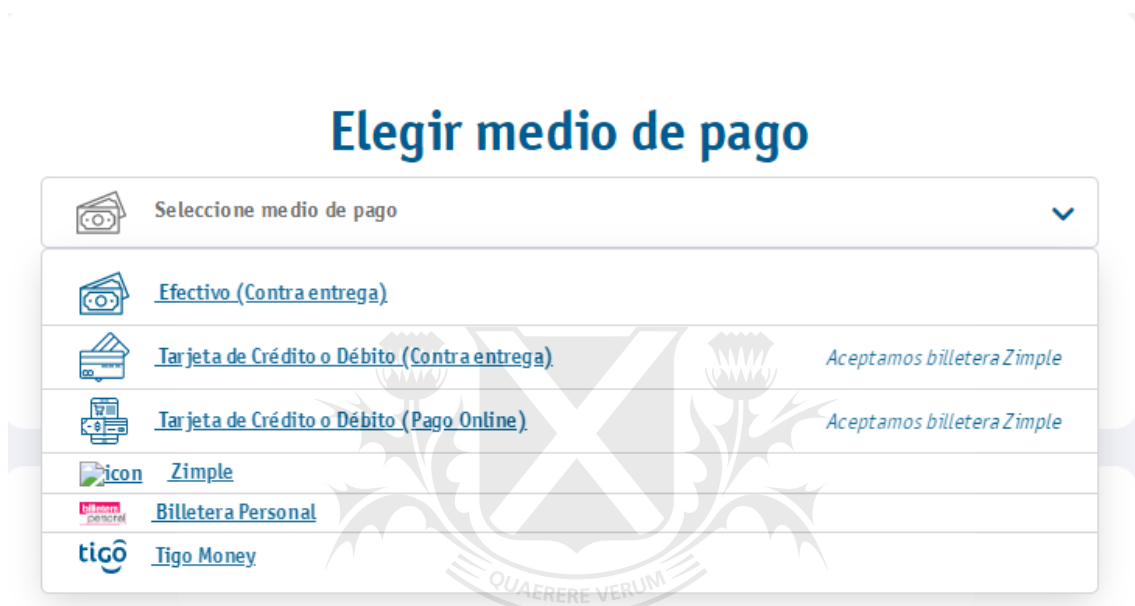 Elegir medio de pago
Seleccione medio de pago
Efectivo (Contra entrega)
Tarjeta de Crédito o Débito (Contra entrega) Aceptamos billetera Zimple
Tarjeta de Crédito o Débito (Pago Online) Aceptamos billetera Zimple
icon Zimple
billetera
personal Billetera Personal
tigo Tigo Money
QUAERERE VERUM